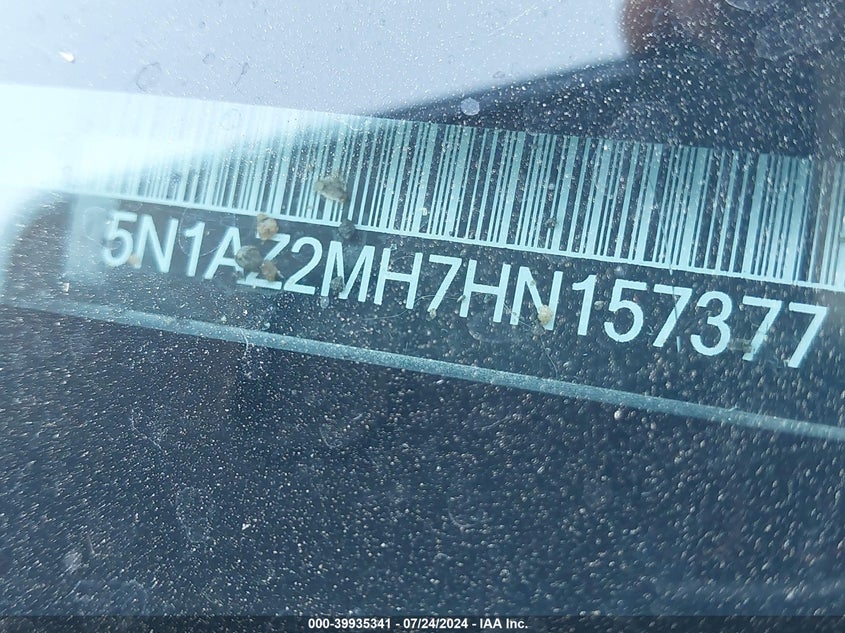 5N1AZ2MH7HN157377
000-39935341 / 07/24/2024 - IAA Inc.